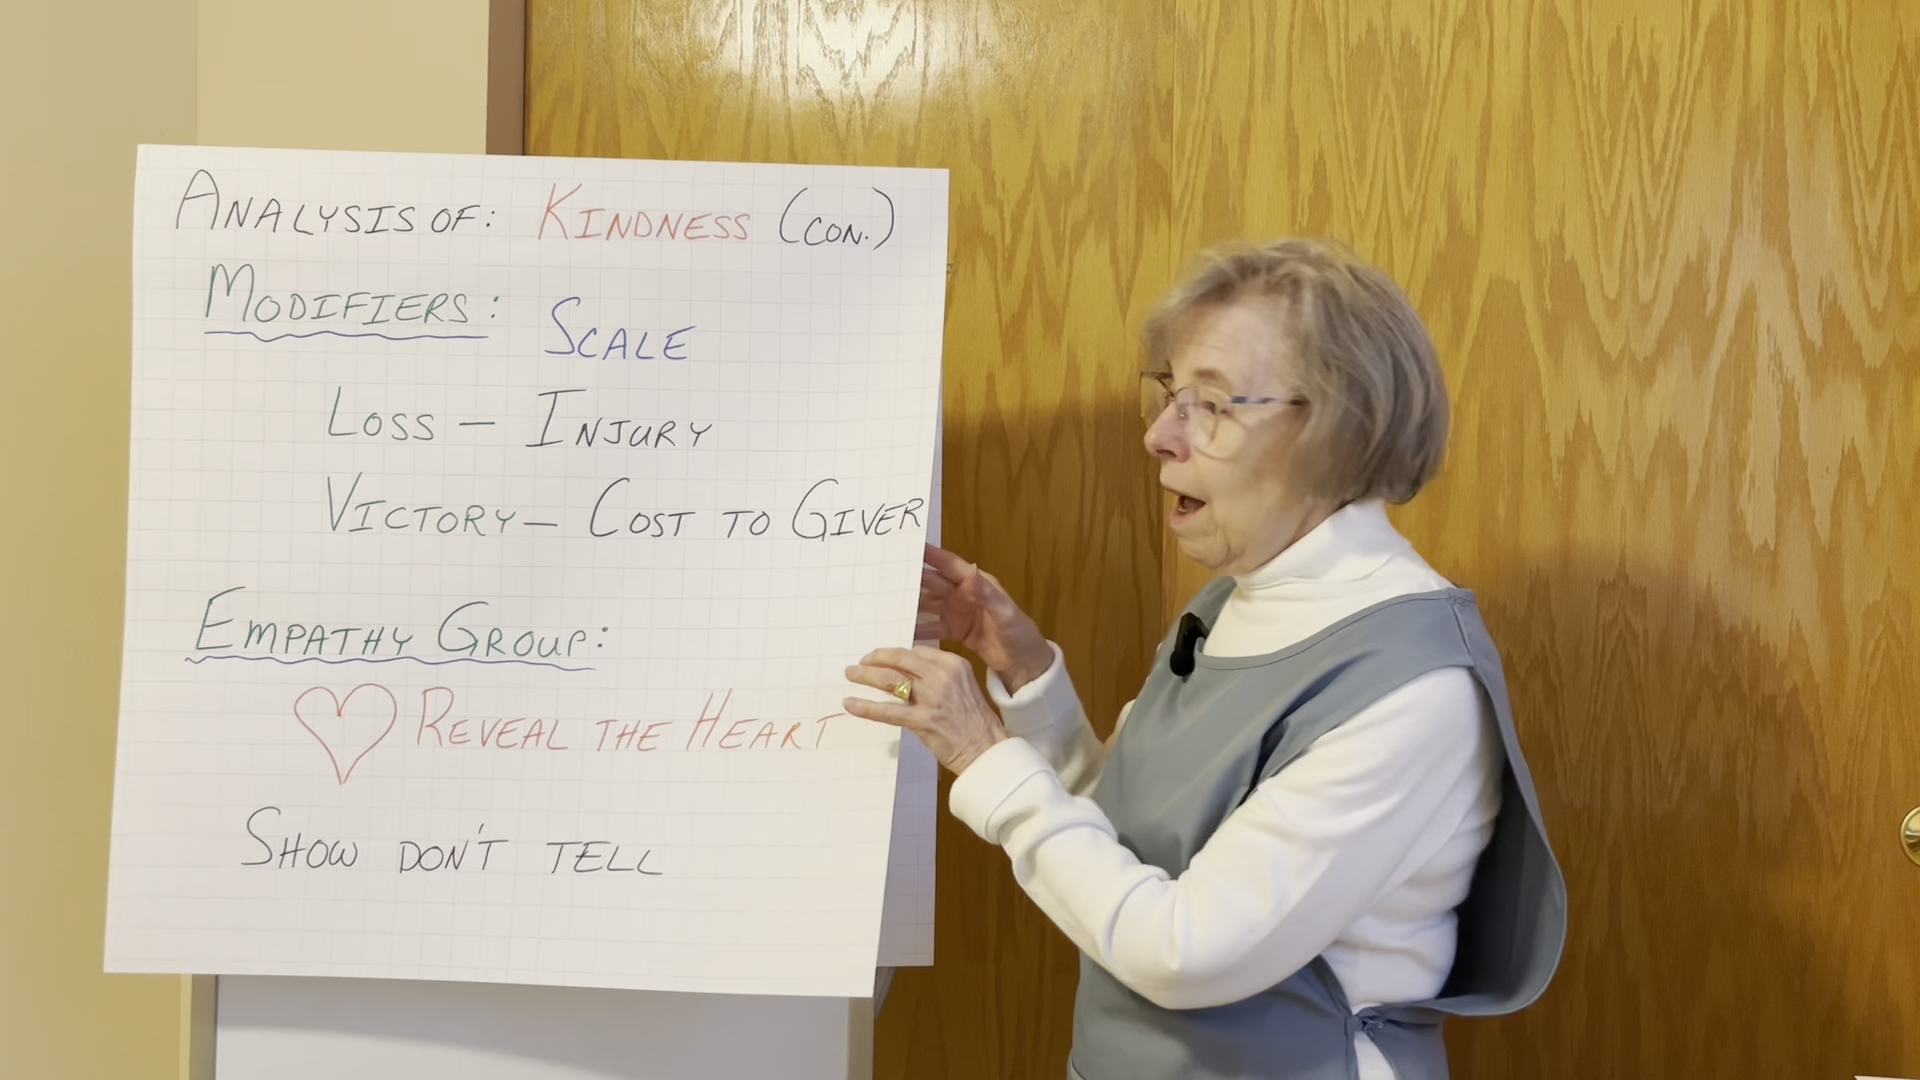 ANALYSIS OF: KINDNESS (CON.)
MODIFIERS: SCALE
LOSS – INJURY
VICTORY – COST TO GIVER
EMPATHY GROUP:
REVEAL THE HEART
SHOW DON'T TELL